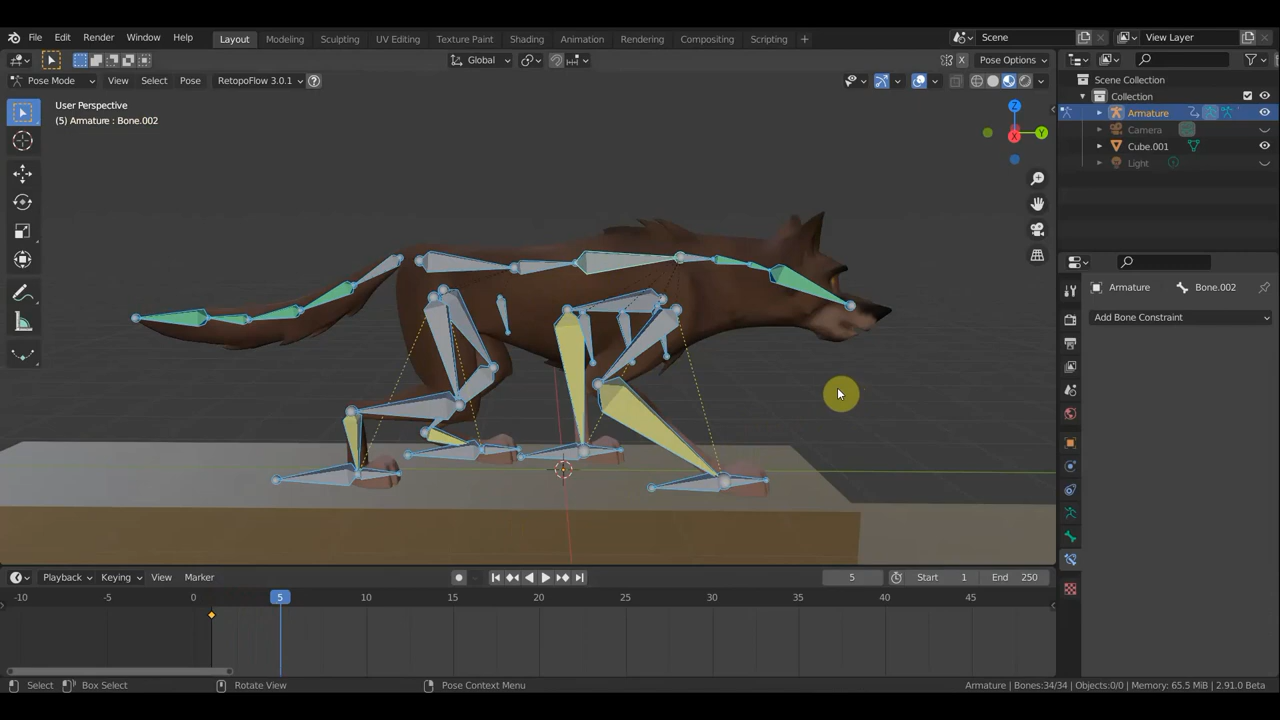 File Edit Render Window Help Layout Modeling Sculpting UV Editing Texture Paint Shading Animation Rendering Compositing Scripting + Scene View Layer
Global Pose Options
Pose Mode View Select Pose RetopoFlow 3.0.1
User Perspective
(5) Armature : Bone.002
Z
Y
X
Scene Collection
Collection
Armature
Camera
Cube.001
Light
Armature Bone.002
Add Bone Constraint
Playback Keying View Marker 5 Start 1 End 250
-10 -5 0 5 10 15 20 25 30 35 40 45
Select Box Select Rotate View Pose Context Menu Armature | Bones:34/34 | Objects:0/0 | Memory: 65.5 MiB | 2.91.0 Beta